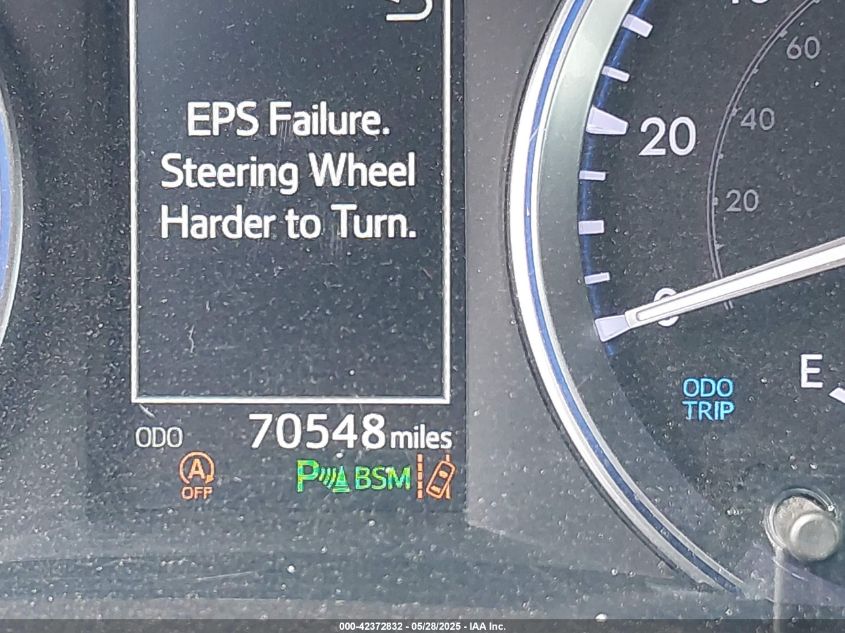 EPS Failure.
Steering Wheel
Harder to Turn.
ODO 70548 miles
A
OFF
P BSM
60
40
20
20
0
ODO
TRIP
E
000-42372832 - 05/28/2025 - IAA Inc.